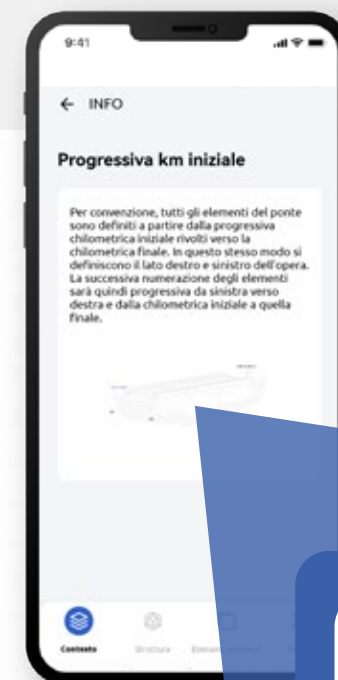 9:41
← INFO
Progressiva km iniziale
Per convenzione, tutti gli elementi del ponte
sono definiti a partire dalla progressiva
chilometrica iniziale rivolti verso la
chilometrica finale. In questo stesso modo si
definiscono il lato destro e sinistro dell'opera.
La successiva numerazione degli elementi
sarà quindi progressiva da sinistra verso
destra e dalla chilometrica iniziale a quella
finale.
Contesto Struttura